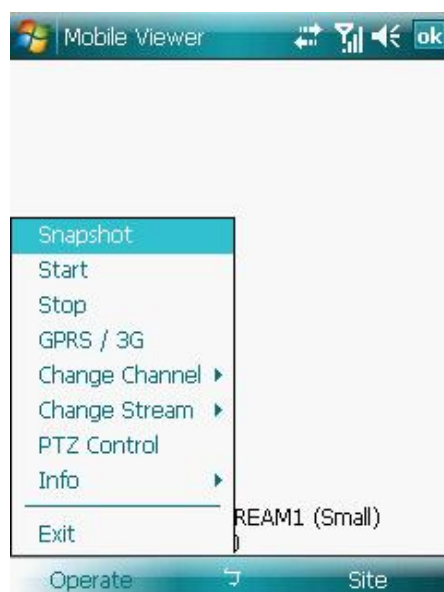 Mobile Viewer ok
Snapshot
Start
Stop
GPRS / 3G
Change Channel
Change Stream
PTZ Control
Info
REAM1 (Small)
)
Exit
Operate Site